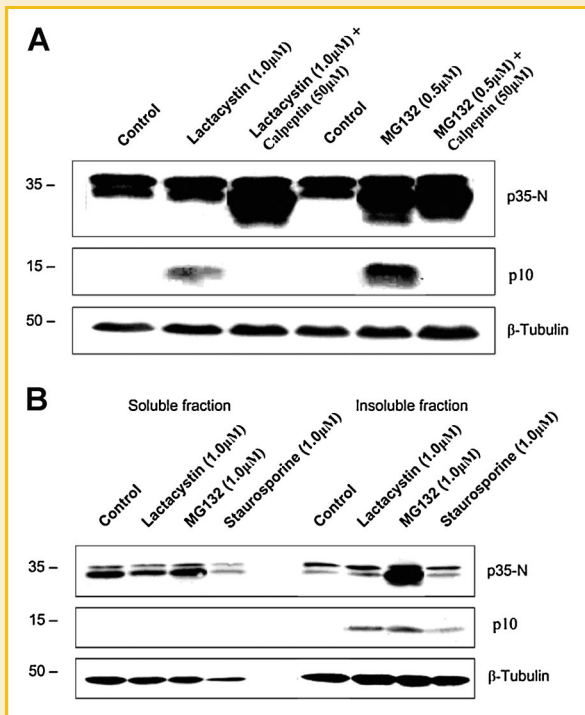 A
Control
Lactacystin (1.0μM)
Lactacystin (1.0μM) +
Calpeptin (50μM)
Control
MG132 (0.5μM)
MG132 (0.5μM) +
Calpeptin (50μM)
35
p35-N
15
p10
50
β-Tubulin
B
Soluble fraction
Insoluble fraction
Control
Lactacystin (1.0μM)
MG132 (1.0μM)
Staurosporine (1.0μM)
Control
Lactacystin (1.0μM)
MG132 (1.0μM)
Staurosporine (1.0μM)
35
p35-N
15
p10
50
β-Tubulin